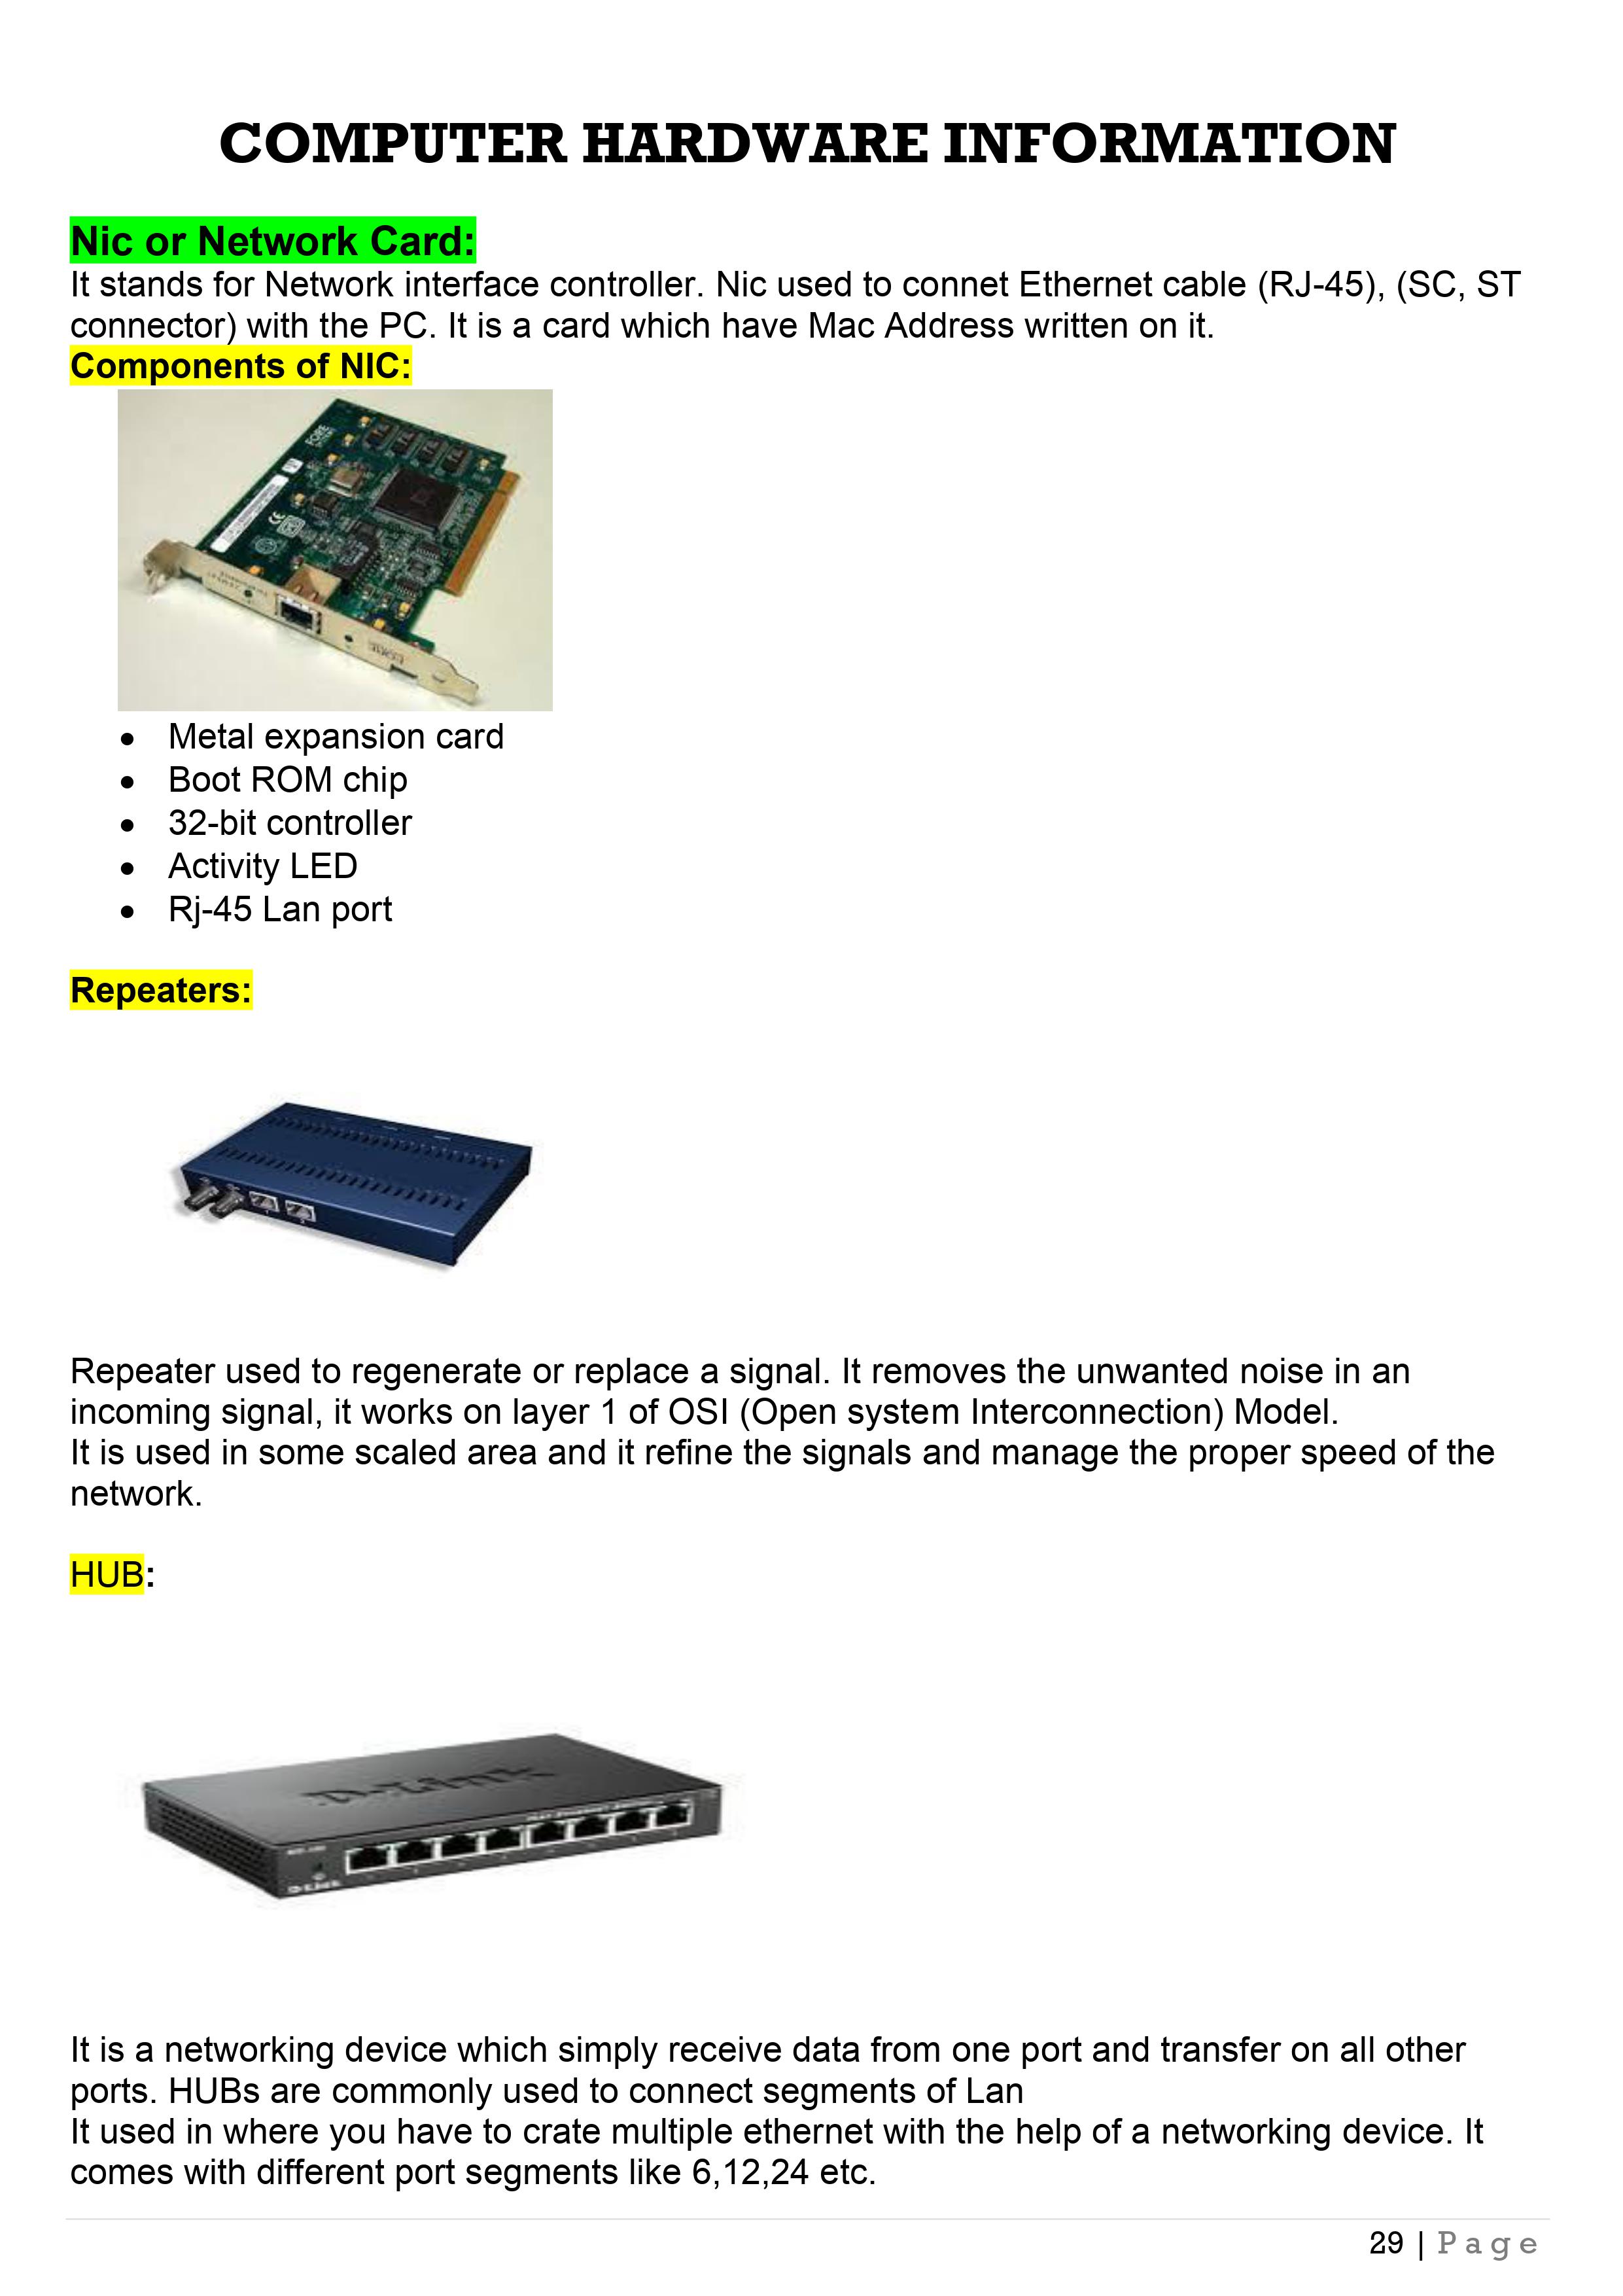 COMPUTER HARDWARE INFORMATION
Nic or Network Card:
It stands for Network interface controller. Nic used to connet Ethernet cable (RJ-45), (SC, ST
connector) with the PC. It is a card which have Mac Address written on it.
Components of NIC:
FORE
• Metal expansion card
• Boot ROM chip
• 32-bit controller
• Activity LED
• Rj-45 Lan port
Repeaters:
Repeater used to regenerate or replace a signal. It removes the unwanted noise in an
incoming signal, it works on layer 1 of OSI (Open system Interconnection) Model.
It is used in some scaled area and it refine the signals and manage the proper speed of the
network.
HUB:
D-Link
D-Link
It is a networking device which simply receive data from one port and transfer on all other
ports. HUBs are commonly used to connect segments of Lan
It used in where you have to crate multiple ethernet with the help of a networking device. It
comes with different port segments like 6,12,24 etc.
29 | Page